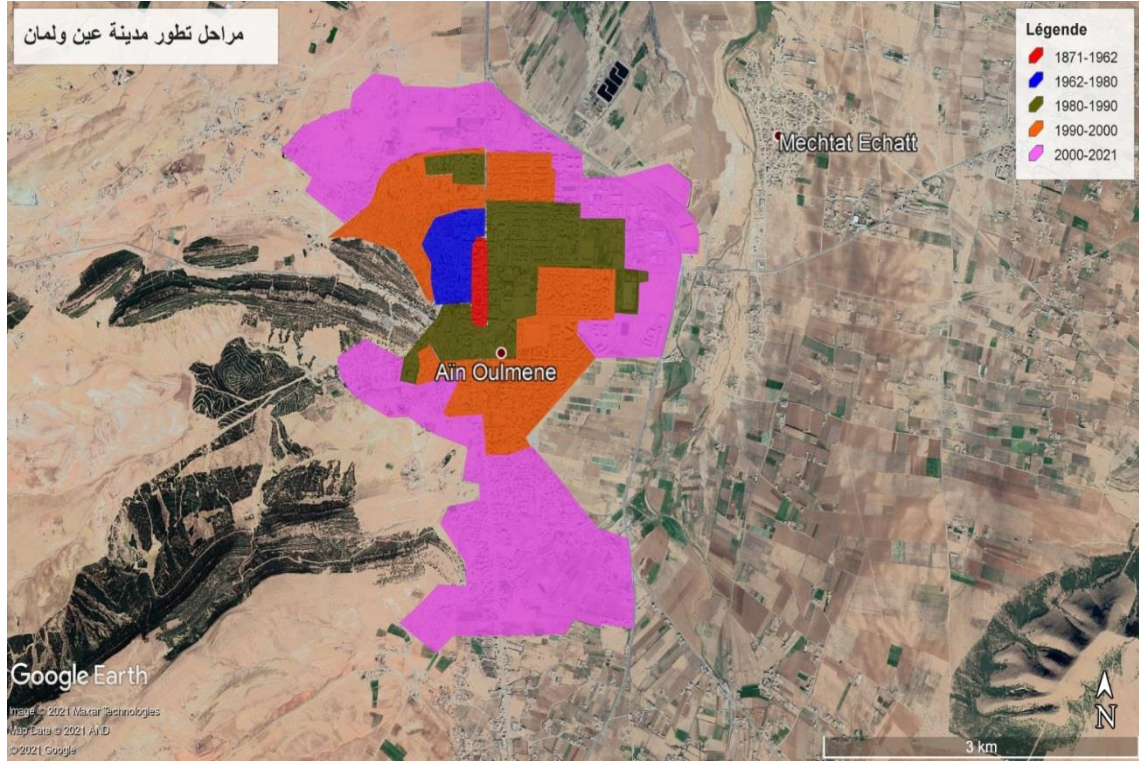 مراحل تطور مدينة عين ولمان
Légende
1871-1962
1962-1980
1980-1990
1990-2000
2000-2021
Mechtat Echatt
Aïn Oulmene
Google Earth
Image © 2021 Maxar Technologies
Map Data © 2021 AND
© 2021 Google
N
3 km